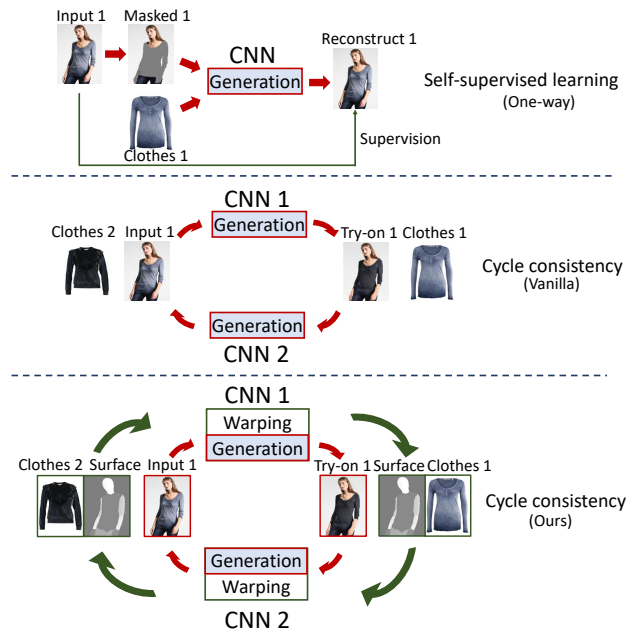 Input 1
Masked 1
CNN
Generation
Reconstruct 1
Self-supervised learning
(One-way)
Clothes 1
Supervision
CNN 1
Generation
Clothes 2
Input 1
Try-on 1
Clothes 1
Cycle consistency
(Vanilla)
Generation
CNN 2
CNN 1
Warping
Generation
Clothes 2
Surface
Input 1
Try-on 1
Surface
Clothes 1
Cycle consistency
(Ours)
Generation
Warping
CNN 2